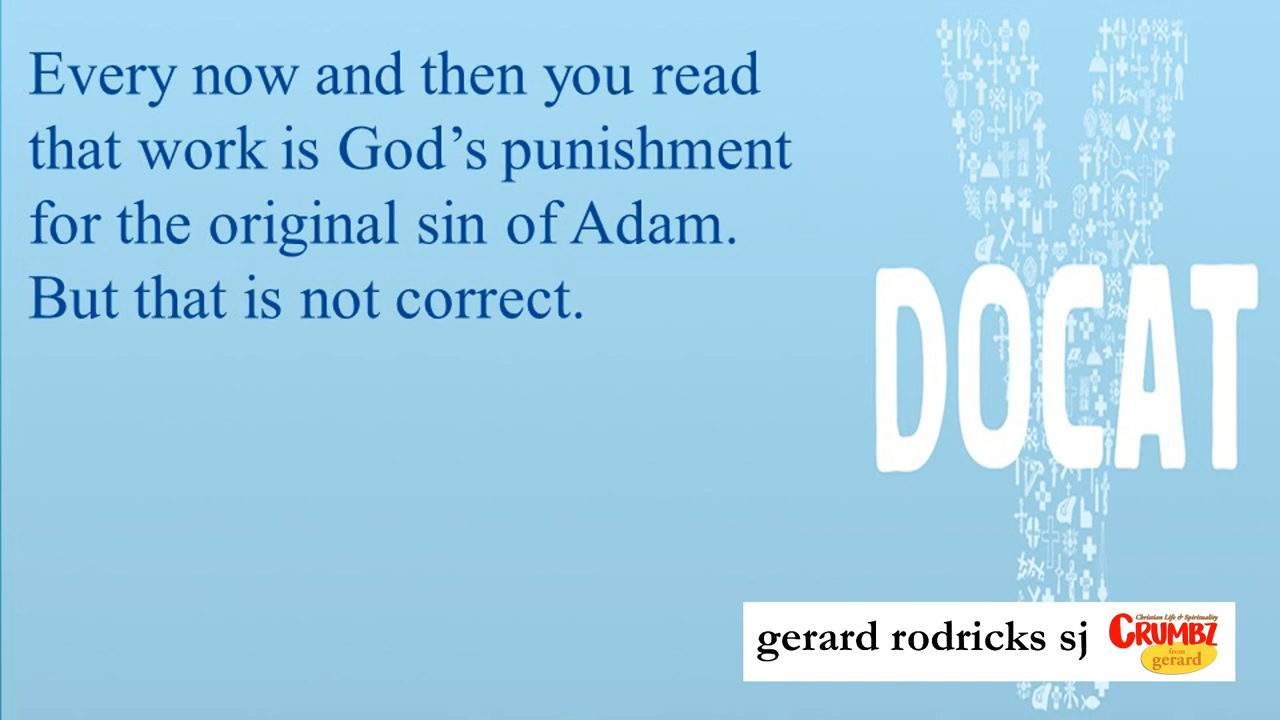 Every now and then you read
that work is God’s punishment
for the original sin of Adam.
But that is not correct.
DOCAT
gerard rodricks sj
Christian Life & Spirituality
CRUMBZ
from
gerard